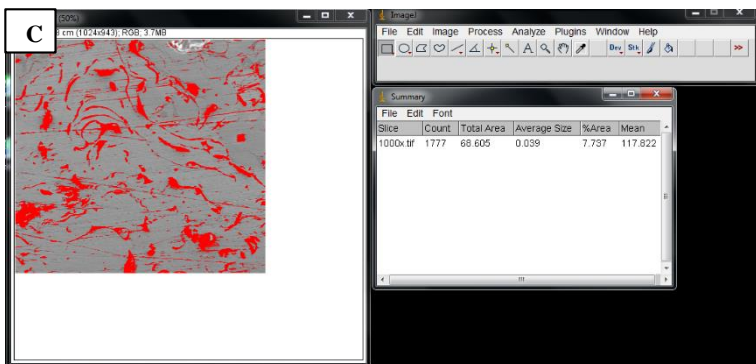 C
(50%)
8 cm (1024x943); RGB; 3.7MB
ImageJ
File Edit Image Process Analyze Plugins Window Help
Dev Stk >>
Summary
File Edit Font
Slice Count Total Area Average Size %Area Mean
1000x.tif 1777 68.605 0.039 7.737 117.822